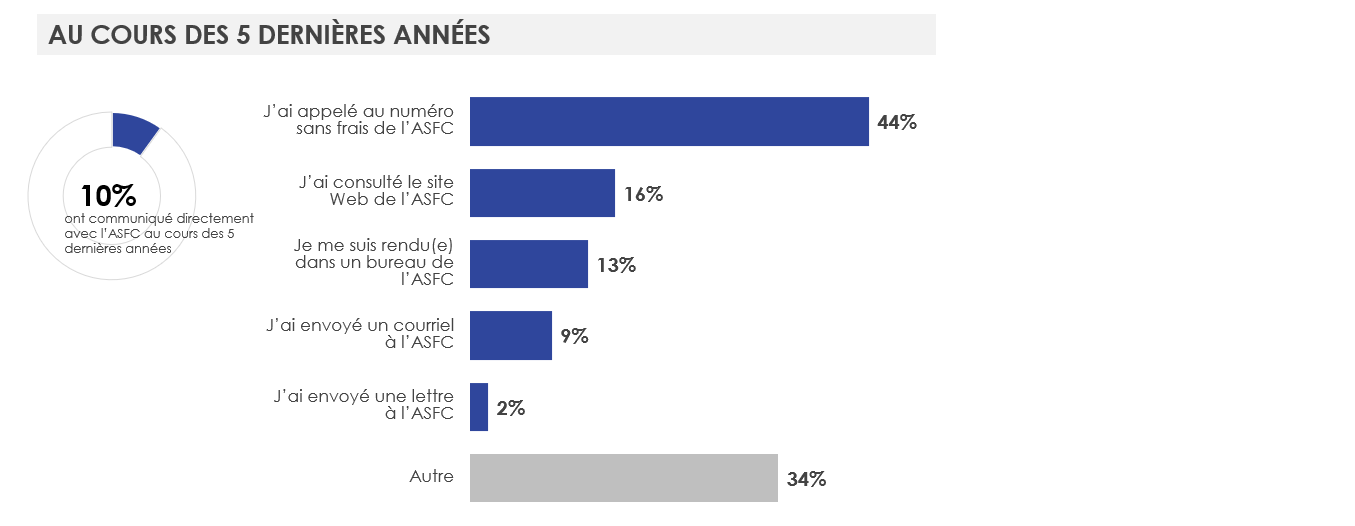 AU COURS DES 5 DERNIÈRES ANNÉES
10%
ont communiqué directement
avec l'ASFC au cours des 5
dernières années
J'ai appelé au numéro
sans frais de l'ASFC
44%
J'ai consulté le site
Web de l'ASFC
16%
Je me suis rendu(e)
dans un bureau de
l'ASFC
13%
J'ai envoyé un courriel
à l'ASFC
9%
J'ai envoyé une lettre
à l'ASFC
2%
Autre
34%